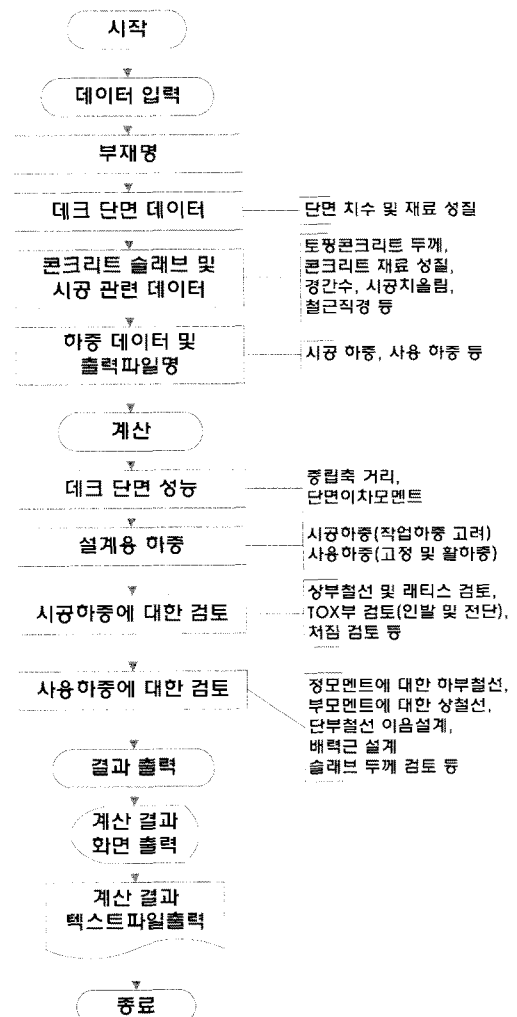 시작
데이터 입력
부재명
데크 단면 데이터
단면 치수 및 재료 성질
콘크리트 슬래브 및
시공 관련 데이터
토핑콘크리트 두께,
콘크리트 재료 성질,
경간수, 시공치올림,
철근직경 등
하중 데이터 및
출력파일명
시공 하중, 사용 하중 등
계산
데크 단면 성능
중립축 거리,
단면이차모멘트
설계용 하중
시공하중(작업하중 고려)
사용하중(고정 및 활하중)
시공하중에 대한 검토
상부철선 및 래티스 검토,
TOX부 검토(인발 및 전단),
처짐 검토 등
사용하중에 대한 검토
정모멘트에 대한 하부철선,
부모멘트에 대한 상철선,
단부철선 이음설계,
배력근 설계
슬래브 두께 검토 등
결과 출력
계산 결과
화면 출력
계산 결과
텍스트파일출력
종료